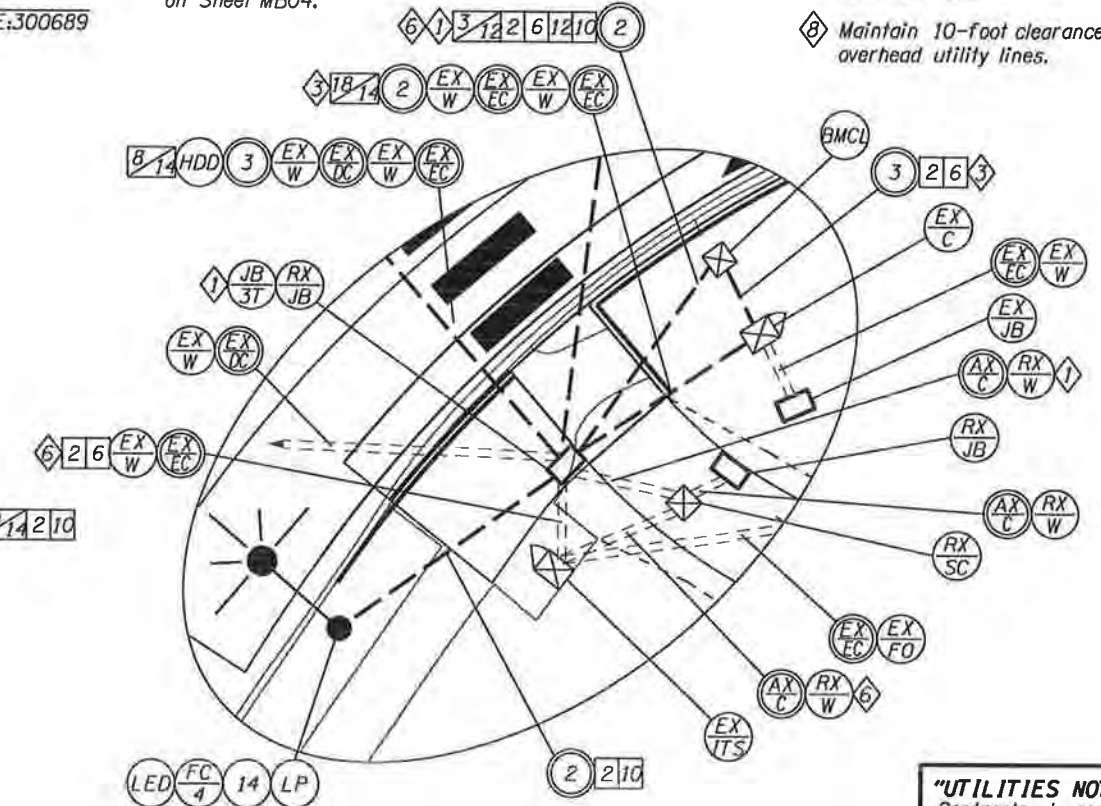 on Sheet MB04.
E:300689
6 1 3/12 2 6 12 10 2
8 Maintain 10-foot clearance
overhead utility lines.
3 18/14 2 EX/W EX/EC EX/W EX/EC
8/14 HDD 3 EX/W EX/DC EX/W EX/EC
BMCL
3 2 6 3
EX/C
EX/EC EX/W
1 JB/3T RX/JB
EX/JB
EX/W EX/DC
AX/C RX/W 1
6 2 6 EX/W EX/EC
RX/JB
/14 2 10
AX/C RX/W
RX/SC
EX/EC EX/FO
AX/C RX/W 6
EX/ITS
LED FC/4 14 LP
2 2 10
"UTILITIES NO